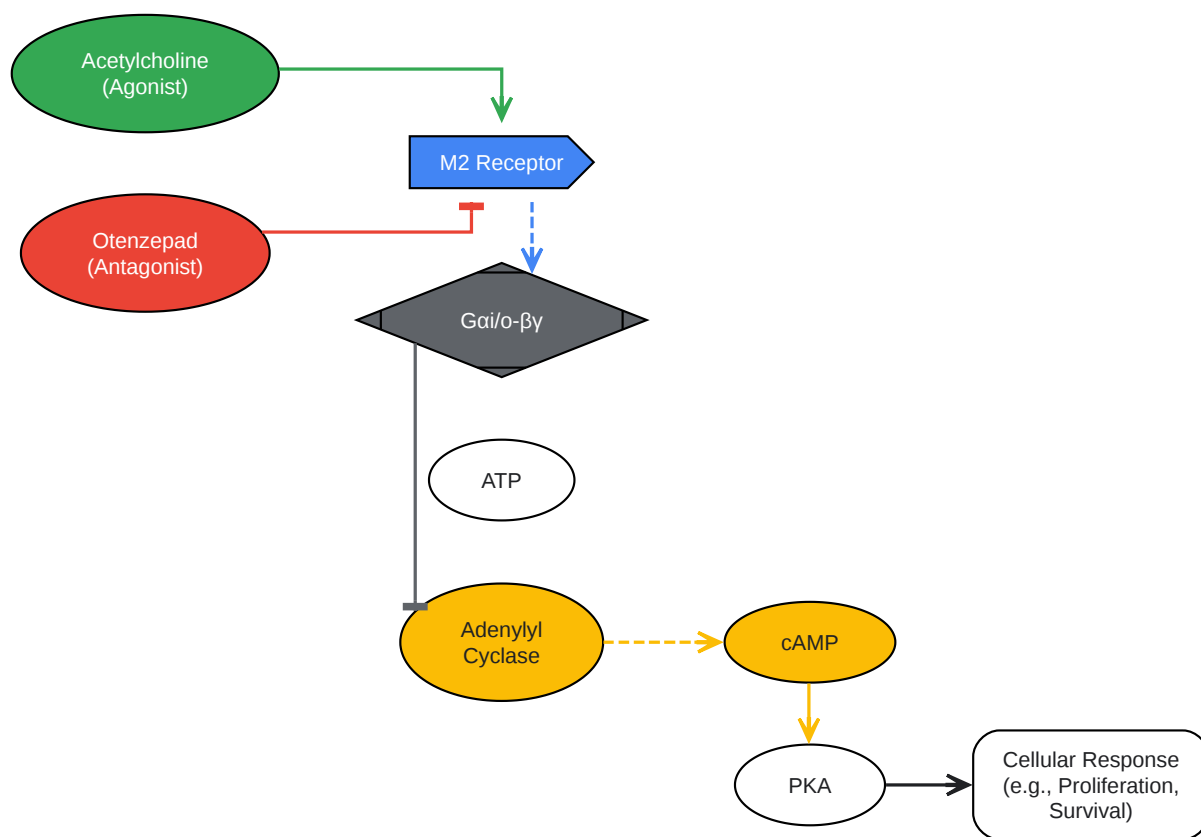 Acetylcholine
(Agonist)
M2 Receptor
Otenzepad
(Antagonist)
Gαi/o-βγ
ATP
Adenylyl
Cyclase
cAMP
PKA
Cellular Response
(e.g., Proliferation,
Survival)